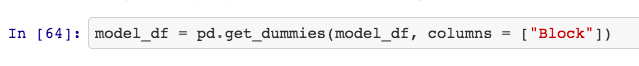 In [64]: model_df = pd.get_dummies(model_df, columns = ["Block"])